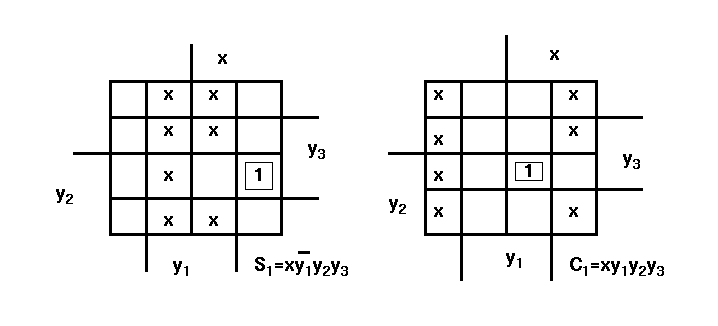 x x
x x x x
x x x
y3 x
x 1 x 1 y3
y2 y2
x x x x
y1 S1=xy̅1y2y3 y1 C1=xy1y2y3